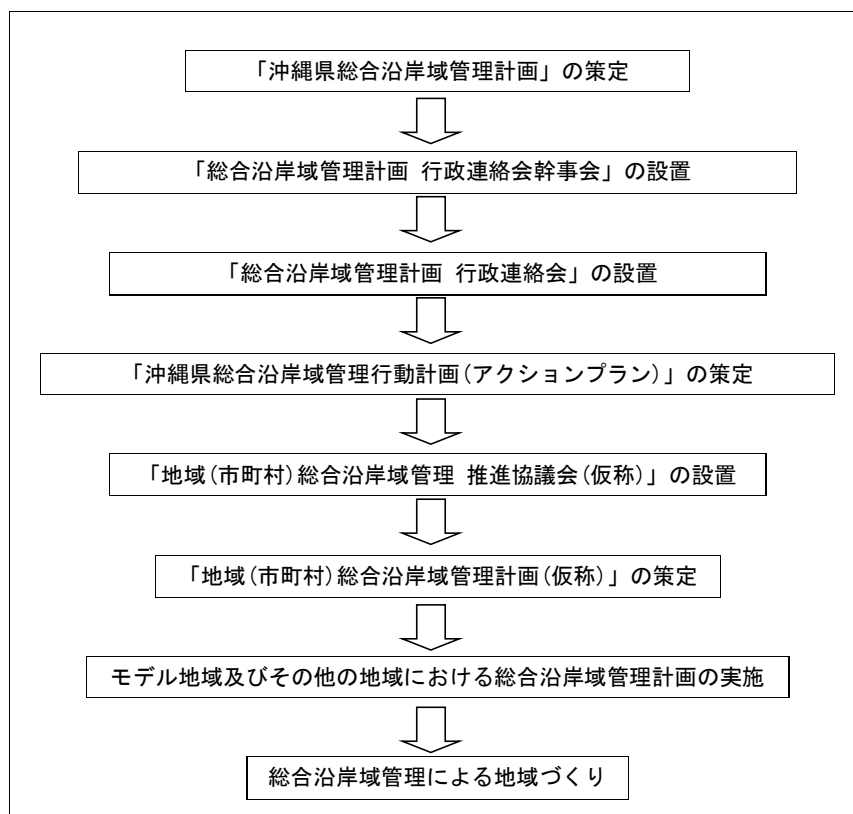 「沖縄県総合沿岸域管理計画」の策定
「総合沿岸域管理計画 行政連絡会幹事会」の設置
「総合沿岸域管理計画 行政連絡会」の設置
「沖縄県総合沿岸域管理行動計画(アクションプラン)」の策定
「地域(市町村)総合沿岸域管理 推進協議会(仮称)」の設置
「地域(市町村)総合沿岸域管理計画(仮称)」の策定
モデル地域及びその他の地域における総合沿岸域管理計画の実施
総合沿岸域管理による地域づくり